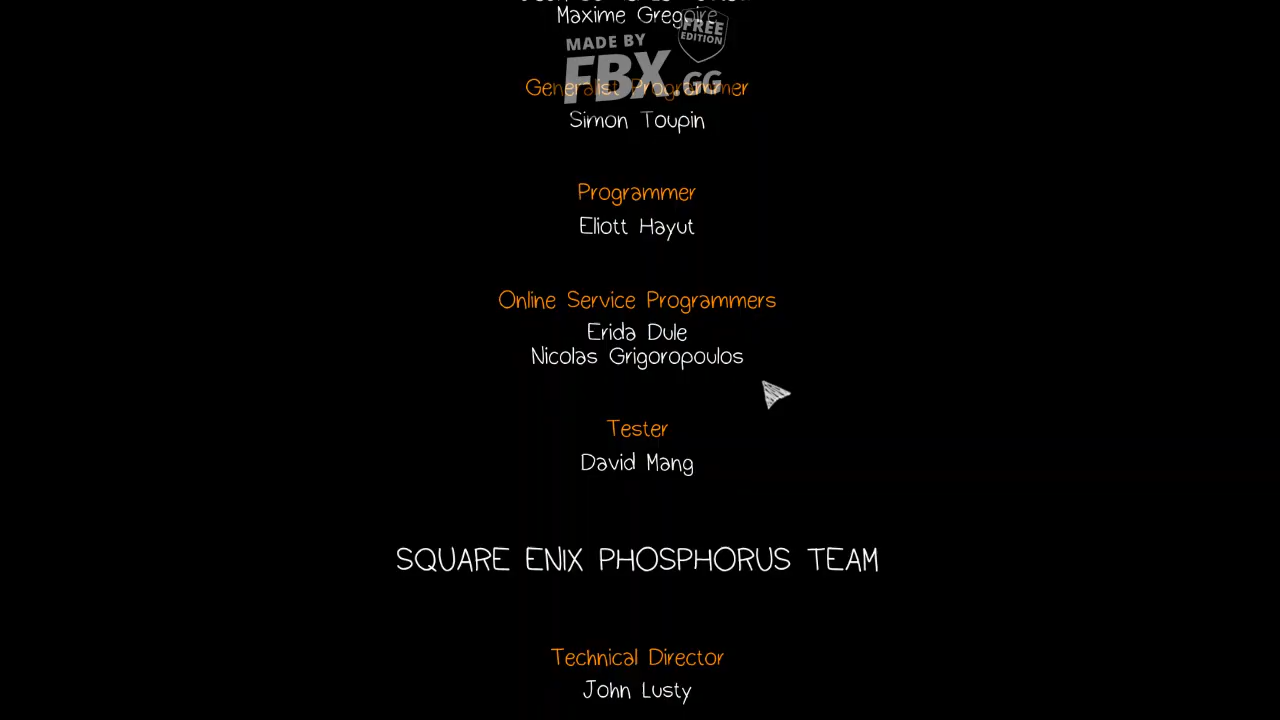 Maxime Gregoire
FREE
EDITION
MADE BY
FBX.GG
Generalist Programmer
Simon Toupin
Programmer
Eliott Hayut
Online Service Programmers
Erida Dule
Nicolas Grigoropoulos
Tester
David Mang
SQUARE ENIX PHOSPHORUS TEAM
Technical Director
John Lusty